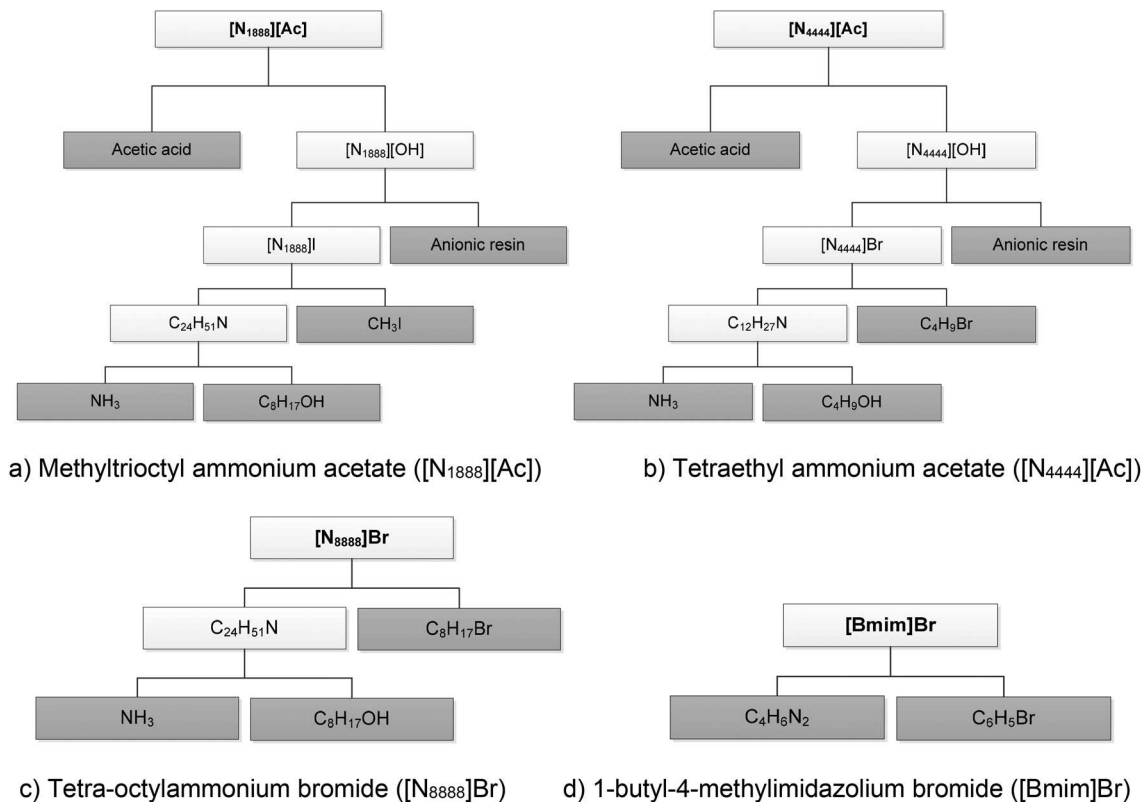 [N₁₈₈₈][Ac]
Acetic acid
[N₁₈₈₈][OH]
[N₁₈₈₈]I
Anionic resin
C₂₄H₅₁N
CH₃I
NH₃
C₈H₁₇OH
a) Methyltrioctyl ammonium acetate ([N₁₈₈₈][Ac])
[N₄₄₄₄][Ac]
Acetic acid
[N₄₄₄₄][OH]
[N₄₄₄₄]Br
Anionic resin
C₁₂H₂₇N
C₄H₉Br
NH₃
C₄H₉OH
b) Tetraethyl ammonium acetate ([N₄₄₄₄][Ac])
[N₈₈₈₈]Br
C₂₄H₅₁N
C₈H₁₇Br
NH₃
C₈H₁₇OH
c) Tetra-octylammonium bromide ([N₈₈₈₈]Br)
[Bmim]Br
C₄H₆N₂
C₆H₅Br
d) 1-butyl-4-methylimidazolium bromide ([Bmim]Br)